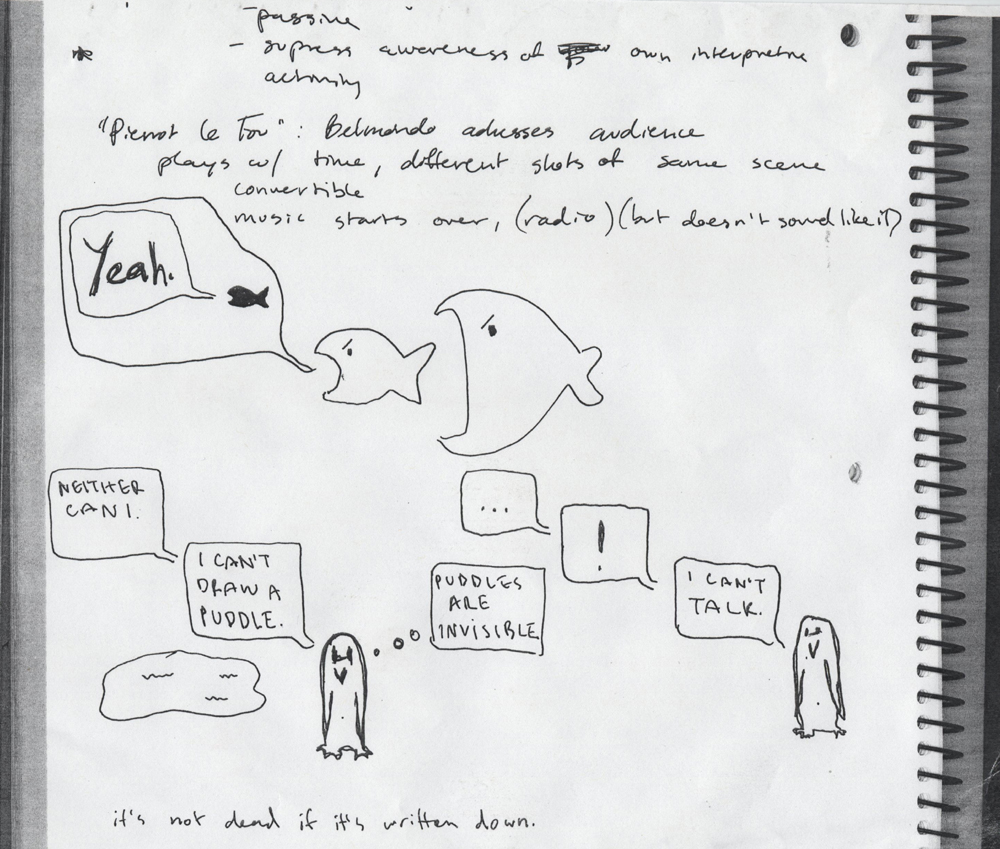 -passive
- supress awareness of own interpretive
activity
"Pierrot le Fou" : Belmondo adresses audience
plays w/ time, different shots of same scene
convertible
music starts over, (radio) (but doesn't sound like it)
Yeah.
NEITHER
CAN I.
I CAN'T
DRAW A
PUDDLE.
PUDDLES
ARE
INVISIBLE
...
!
I CAN'T
TALK.
it's not dead if it's written down.